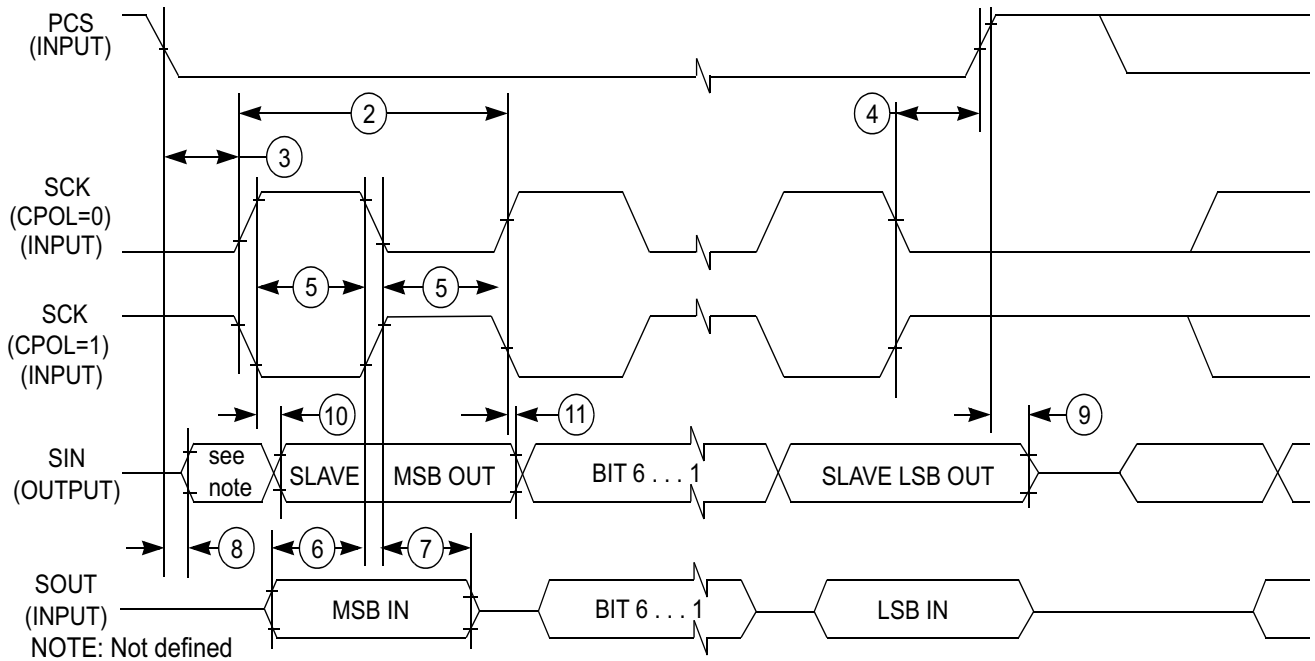 PCS
(INPUT)
2
4
3
SCK
(CPOL=0)
(INPUT)
5
5
SCK
(CPOL=1)
(INPUT)
10
11
9
SIN
(OUTPUT)
see
note
SLAVE
MSB OUT
BIT 6 . . . 1
SLAVE LSB OUT
8
6
7
SOUT
(INPUT)
MSB IN
BIT 6 . . . 1
LSB IN
NOTE: Not defined